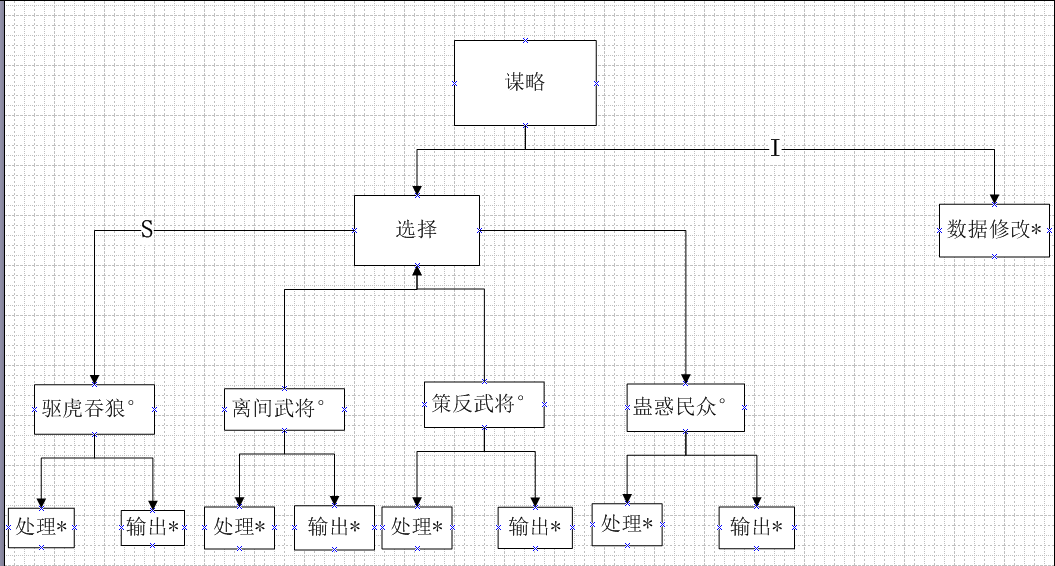 谋略
I
选择
数据修改*
S
驱虎吞狼°
离间武将°
策反武将°
蛊惑民众°
处理*
输出*
处理*
输出*
处理*
输出*
处理*
输出*